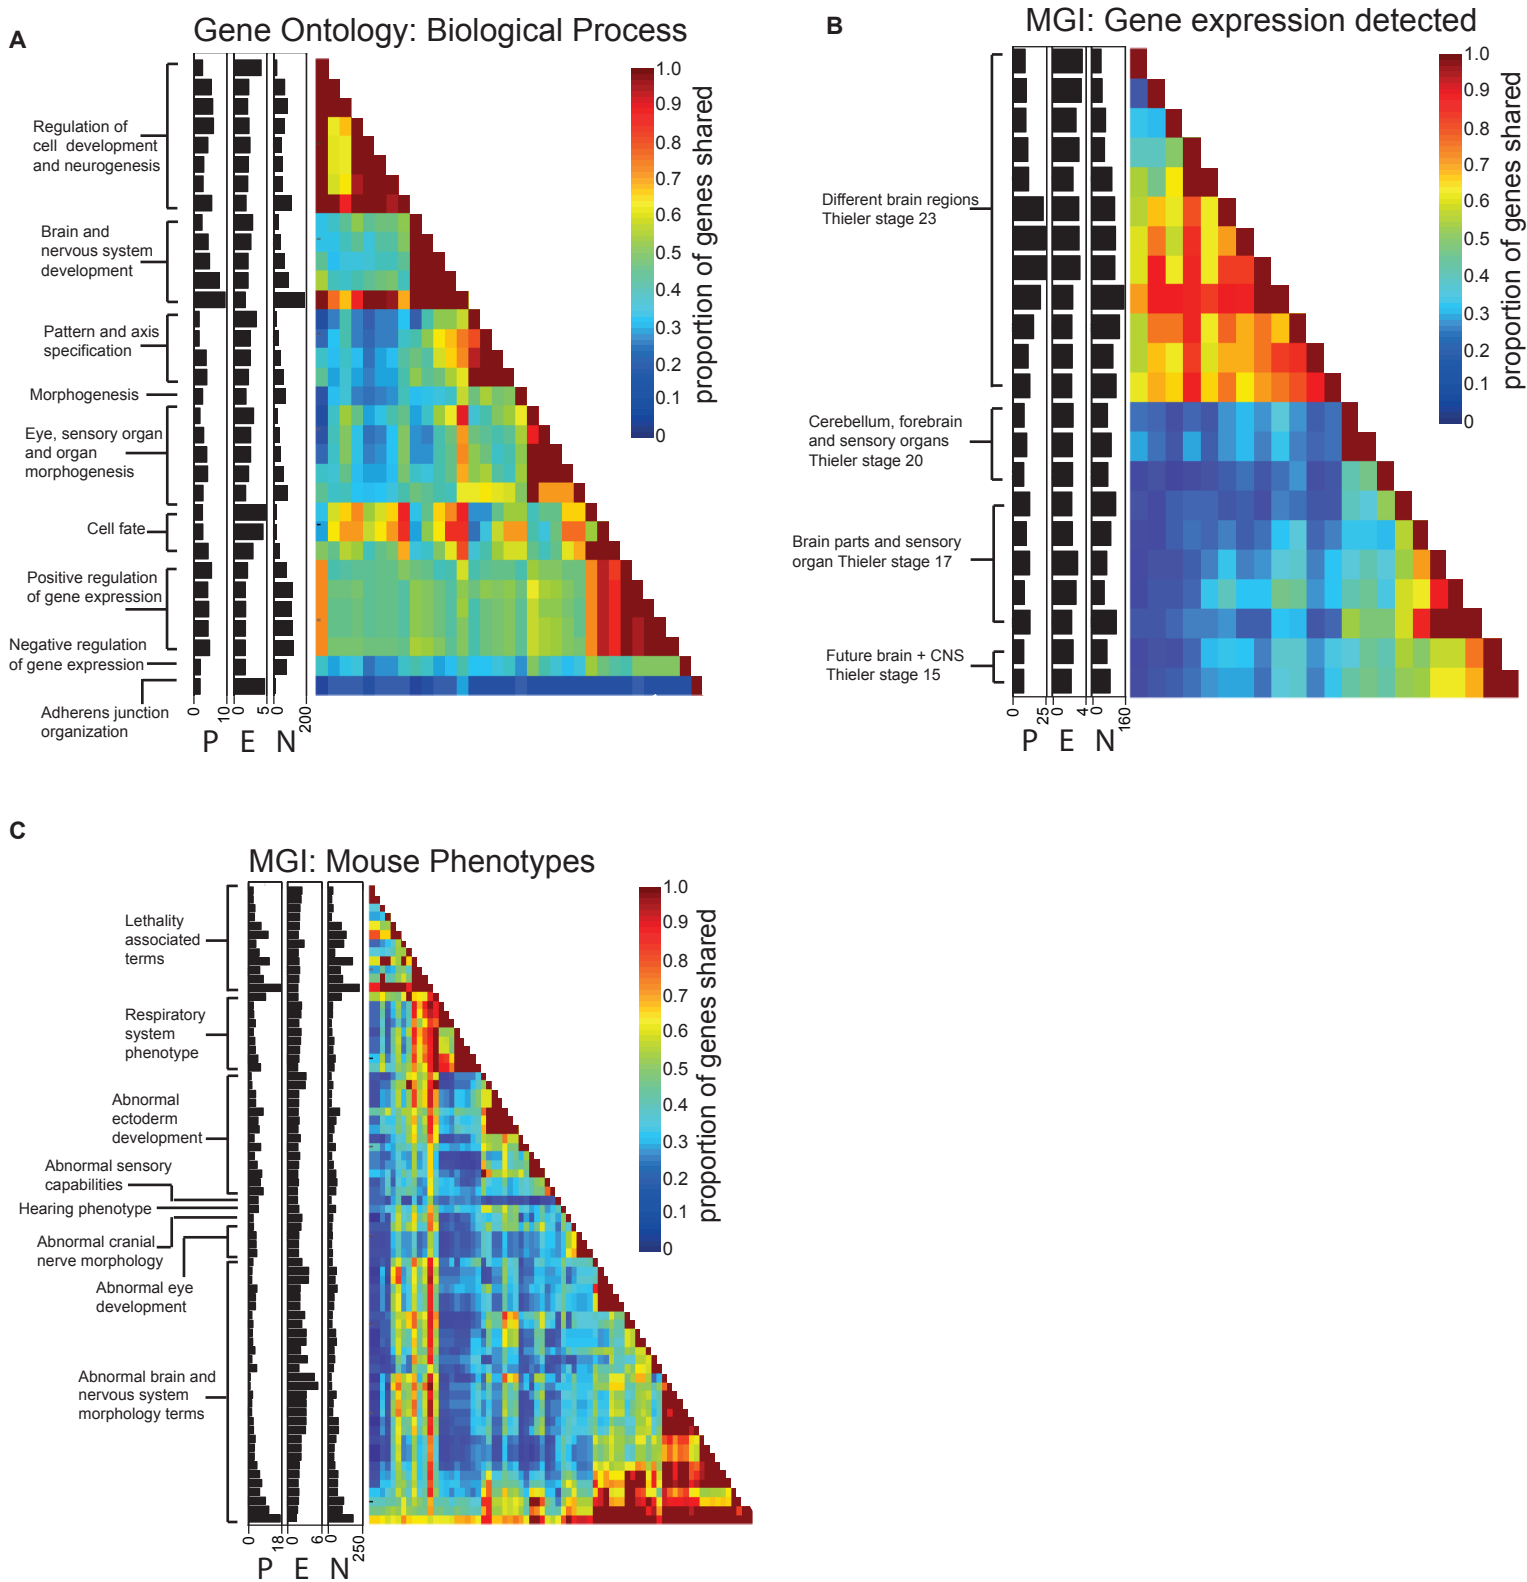 A
Gene Ontology: Biological Process
Regulation of
cell development
and neurogenesis
Brain and
nervous system
development
Pattern and axis
specification
Morphogenesis
Eye, sensory organ
and organ
morphogenesis
Cell fate
Positive regulation
of gene expression
Negative regulation
of gene expression
Adherens junction
organization
0
10
0
5
0
200
P
E
N
1.0
0.9
0.8
0.7
0.6
0.5
0.4
0.3
0.2
0.1
0
proportion of genes shared
B
MGI: Gene expression detected
Different brain regions
Thieler stage 23
Cerebellum, forebrain
and sensory organs
Thieler stage 20
Brain parts and sensory
organ Thieler stage 17
Future brain + CNS
Thieler stage 15
0
25
0
4
0
160
P
E
N
1.0
0.9
0.8
0.7
0.6
0.5
0.4
0.3
0.2
0.1
0
proportion of genes shared
C
MGI: Mouse Phenotypes
Lethality
associated
terms
Respiratory
system
phenotype
Abnormal
ectoderm
development
Abnormal sensory
capabilities
Hearing phenotype
Abnormal cranial
nerve morphology
Abnormal eye
development
Abnormal brain and
nervous system
morphology terms
0
18
0
6
0
250
P
E
N
1.0
0.9
0.8
0.7
0.6
0.5
0.4
0.3
0.2
0.1
0
proportion of genes shared